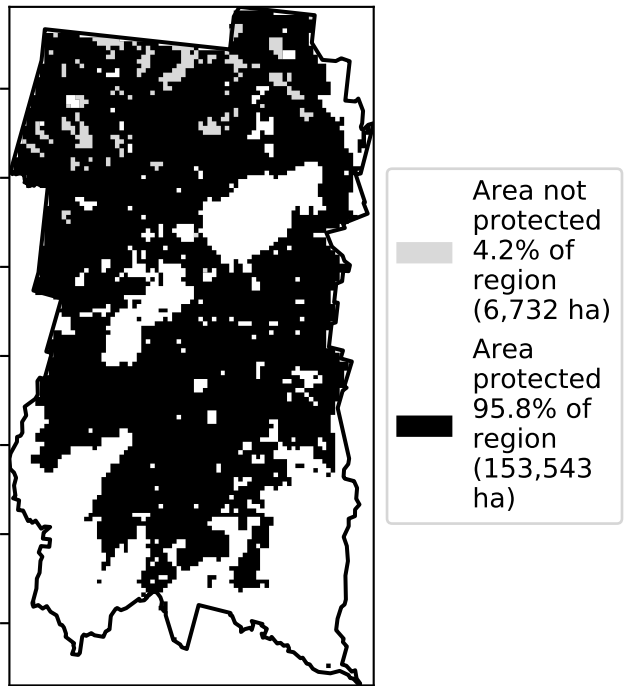 Area not
protected
4.2% of
region
(6,732 ha)
Area
protected
95.8% of
region
(153,543
ha)